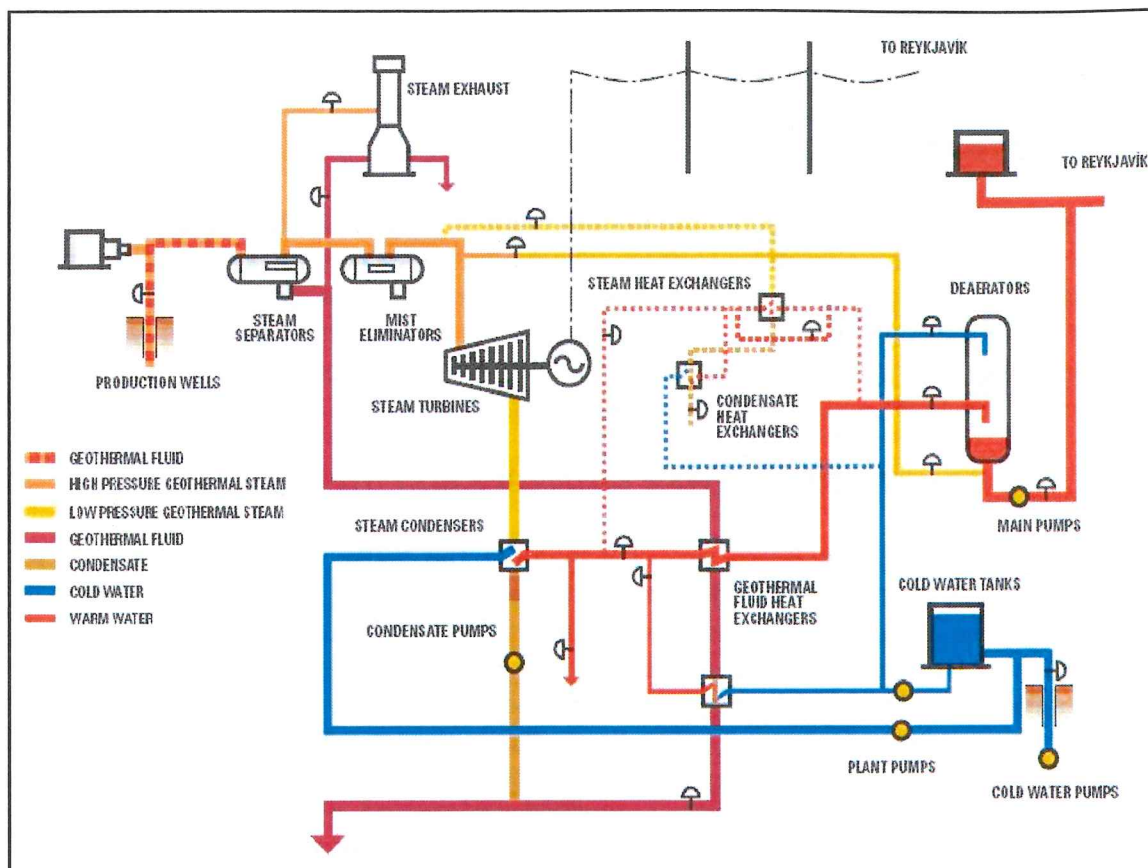 TO REYKJAVÍK
STEAM EXHAUST
TO REYKJAVÍK
STEAM HEAT EXCHANGERS
DEAERATORS
STEAM
SEPARATORS
MIST
ELIMINATORS
PRODUCTION WELLS
STEAM TURBINES
CONDENSATE
HEAT
EXCHANGERS
GEOTHERMAL FLUID
HIGH PRESSURE GEOTHERMAL STEAM
LOW PRESSURE GEOTHERMAL STEAM
GEOTHERMAL FLUID
CONDENSATE
COLD WATER
WARM WATER
STEAM CONDENSERS
MAIN PUMPS
GEOTHERMAL
FLUID HEAT
EXCHANGERS
COLD WATER TANKS
CONDENSATE PUMPS
PLANT PUMPS
COLD WATER PUMPS